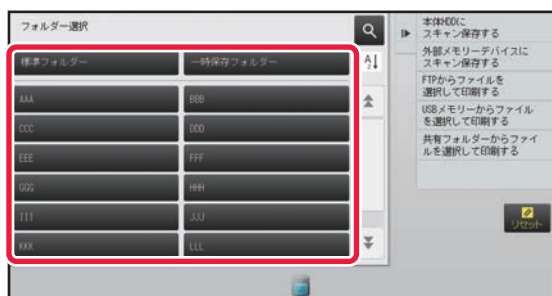 フォルダー選択
標準フォルダー
一時保存フォルダー
AAA
BBB
CCC
DDD
EEE
FFF
GGG
HHH
III
JJJ
KKK
LLL
本体HDDに
スキャン保存する
外部メモリーデバイスに
スキャン保存する
FTPからファイルを
選択して印刷する
USBメモリーからファイル
を選択して印刷する
共有フォルダーからファイ
ルを選択して印刷する
リセット